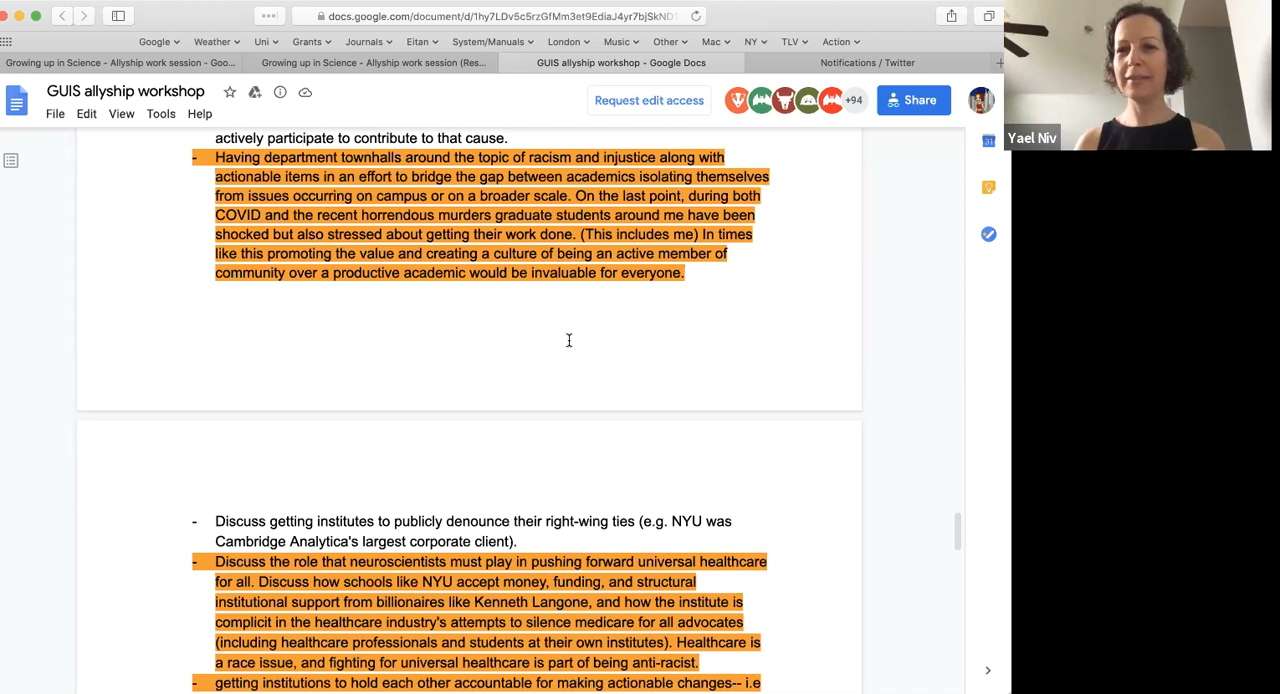 docs.google.com/document/d/1hy7LDv5c5rzGfMm3et9EdiaJ4yr7bjSkND
Google Weather Uni Grants Journals Eitan System/Manuals London Music Other Mac NY TLV Action
Growing up in Science - Allyship work session - Goo... Growing up in Science - Allyship work session (Res... GUIS allyship workshop - Google Docs Notifications / Twitter
GUIS allyship workshop
Request edit access
+94
Share
File Edit View Tools Help
Yael Niv
31
actively participate to contribute to that cause.
- Having department townhalls around the topic of racism and injustice along with
actionable items in an effort to bridge the gap between academics isolating themselves
from issues occurring on campus or on a broader scale. On the last point, during both
COVID and the recent horrendous murders graduate students around me have been
shocked but also stressed about getting their work done. (This includes me) In times
like this promoting the value and creating a culture of being an active member of
community over a productive academic would be invaluable for everyone.
- Discuss getting institutes to publicly denounce their right-wing ties (e.g. NYU was
Cambridge Analytica's largest corporate client).
- Discuss the role that neuroscientists must play in pushing forward universal healthcare
for all. Discuss how schools like NYU accept money, funding, and structural
institutional support from billionaires like Kenneth Langone, and how the institute is
complicit in the healthcare industry's attempts to silence medicare for all advocates
(including healthcare professionals and students at their own institutes). Healthcare is
a race issue, and fighting for universal healthcare is part of being anti-racist.
- getting institutions to hold each other accountable for making actionable changes-- i.e